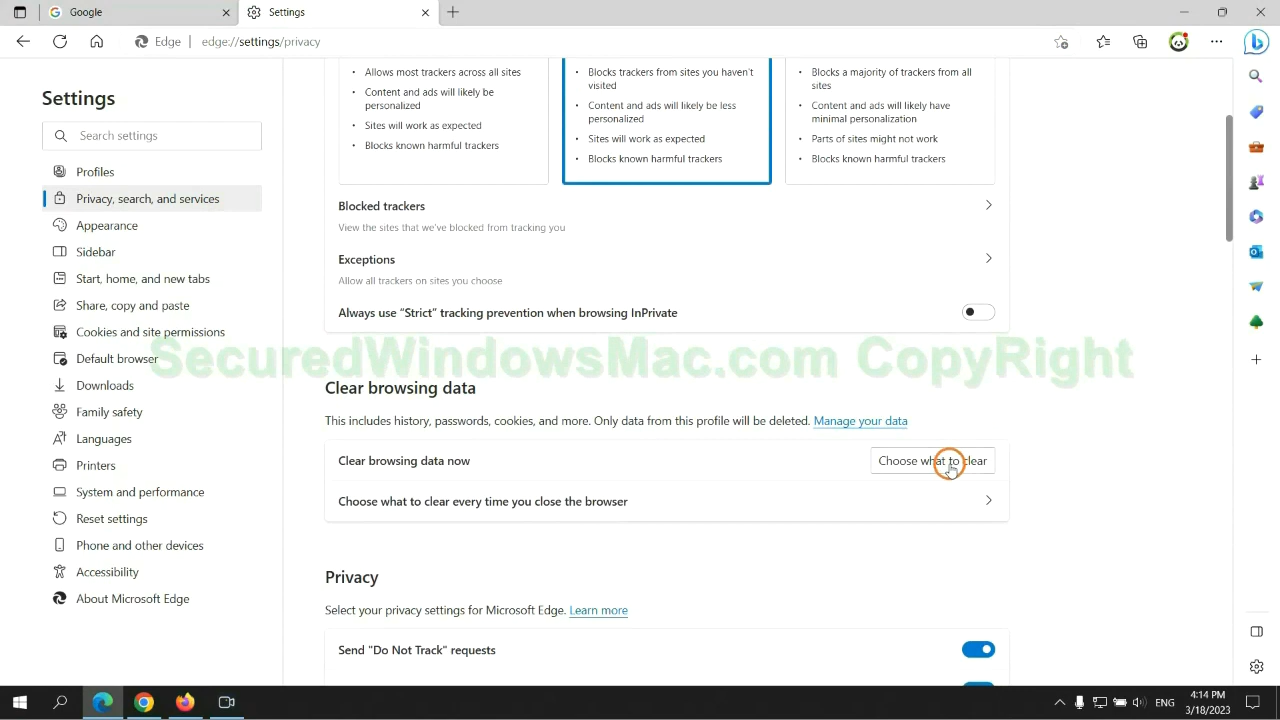 Google
Settings
Edge
edge://settings/privacy
Settings
Search settings
Profiles
Privacy, search, and services
Appearance
Sidebar
Start, home, and new tabs
Share, copy and paste
Cookies and site permissions
Default browser
Downloads
Family safety
Languages
Printers
System and performance
Reset settings
Phone and other devices
Accessibility
About Microsoft Edge
• Allows most trackers across all sites
• Content and ads will likely be
personalized
• Sites will work as expected
• Blocks known harmful trackers
• Blocks trackers from sites you haven't
visited
• Content and ads will likely be less
personalized
• Sites will work as expected
• Blocks known harmful trackers
• Blocks a majority of trackers from all
sites
• Content and ads will likely have
minimal personalization
• Parts of sites might not work
• Blocks known harmful trackers
Blocked trackers
View the sites that we've blocked from tracking you
Exceptions
Allow all trackers on sites you choose
Always use “Strict” tracking prevention when browsing InPrivate
SecuredWindowsMac.com CopyRight
Clear browsing data
This includes history, passwords, cookies, and more. Only data from this profile will be deleted. Manage your data
Clear browsing data now
Choose what to clear
Choose what to clear every time you close the browser
Privacy
Select your privacy settings for Microsoft Edge. Learn more
Send "Do Not Track" requests
ENG
4:14 PM
3/18/2023